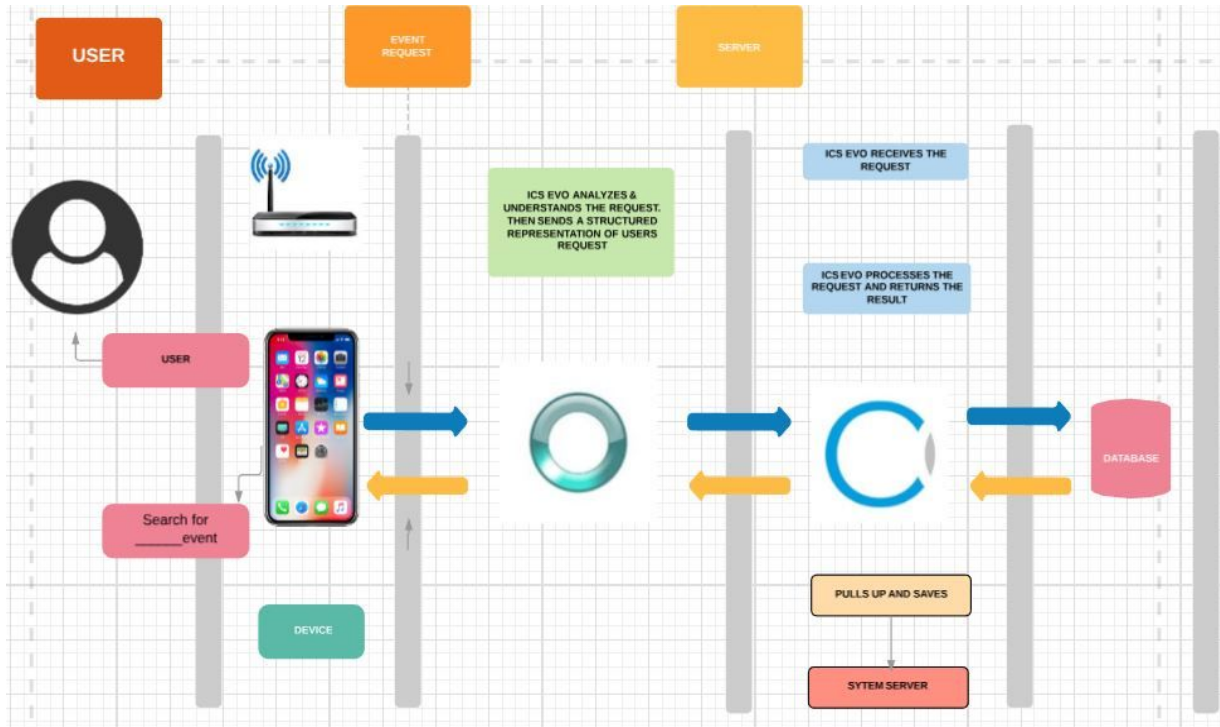 USER
EVENT
REQUEST
SERVER
ICS EVO RECEIVES THE
REQUEST
ICS EVO ANALYZES &
UNDERSTANDS THE REQUEST.
THEN SENDS A STRUCTURED
REPRESENTATION OF USERS
REQUEST
ICS EVO PROCESSES THE
REQUEST AND RETURNS THE
RESULT
USER
DATABASE
Search for
______event
PULLS UP AND SAVES
DEVICE
SYTEM SERVER